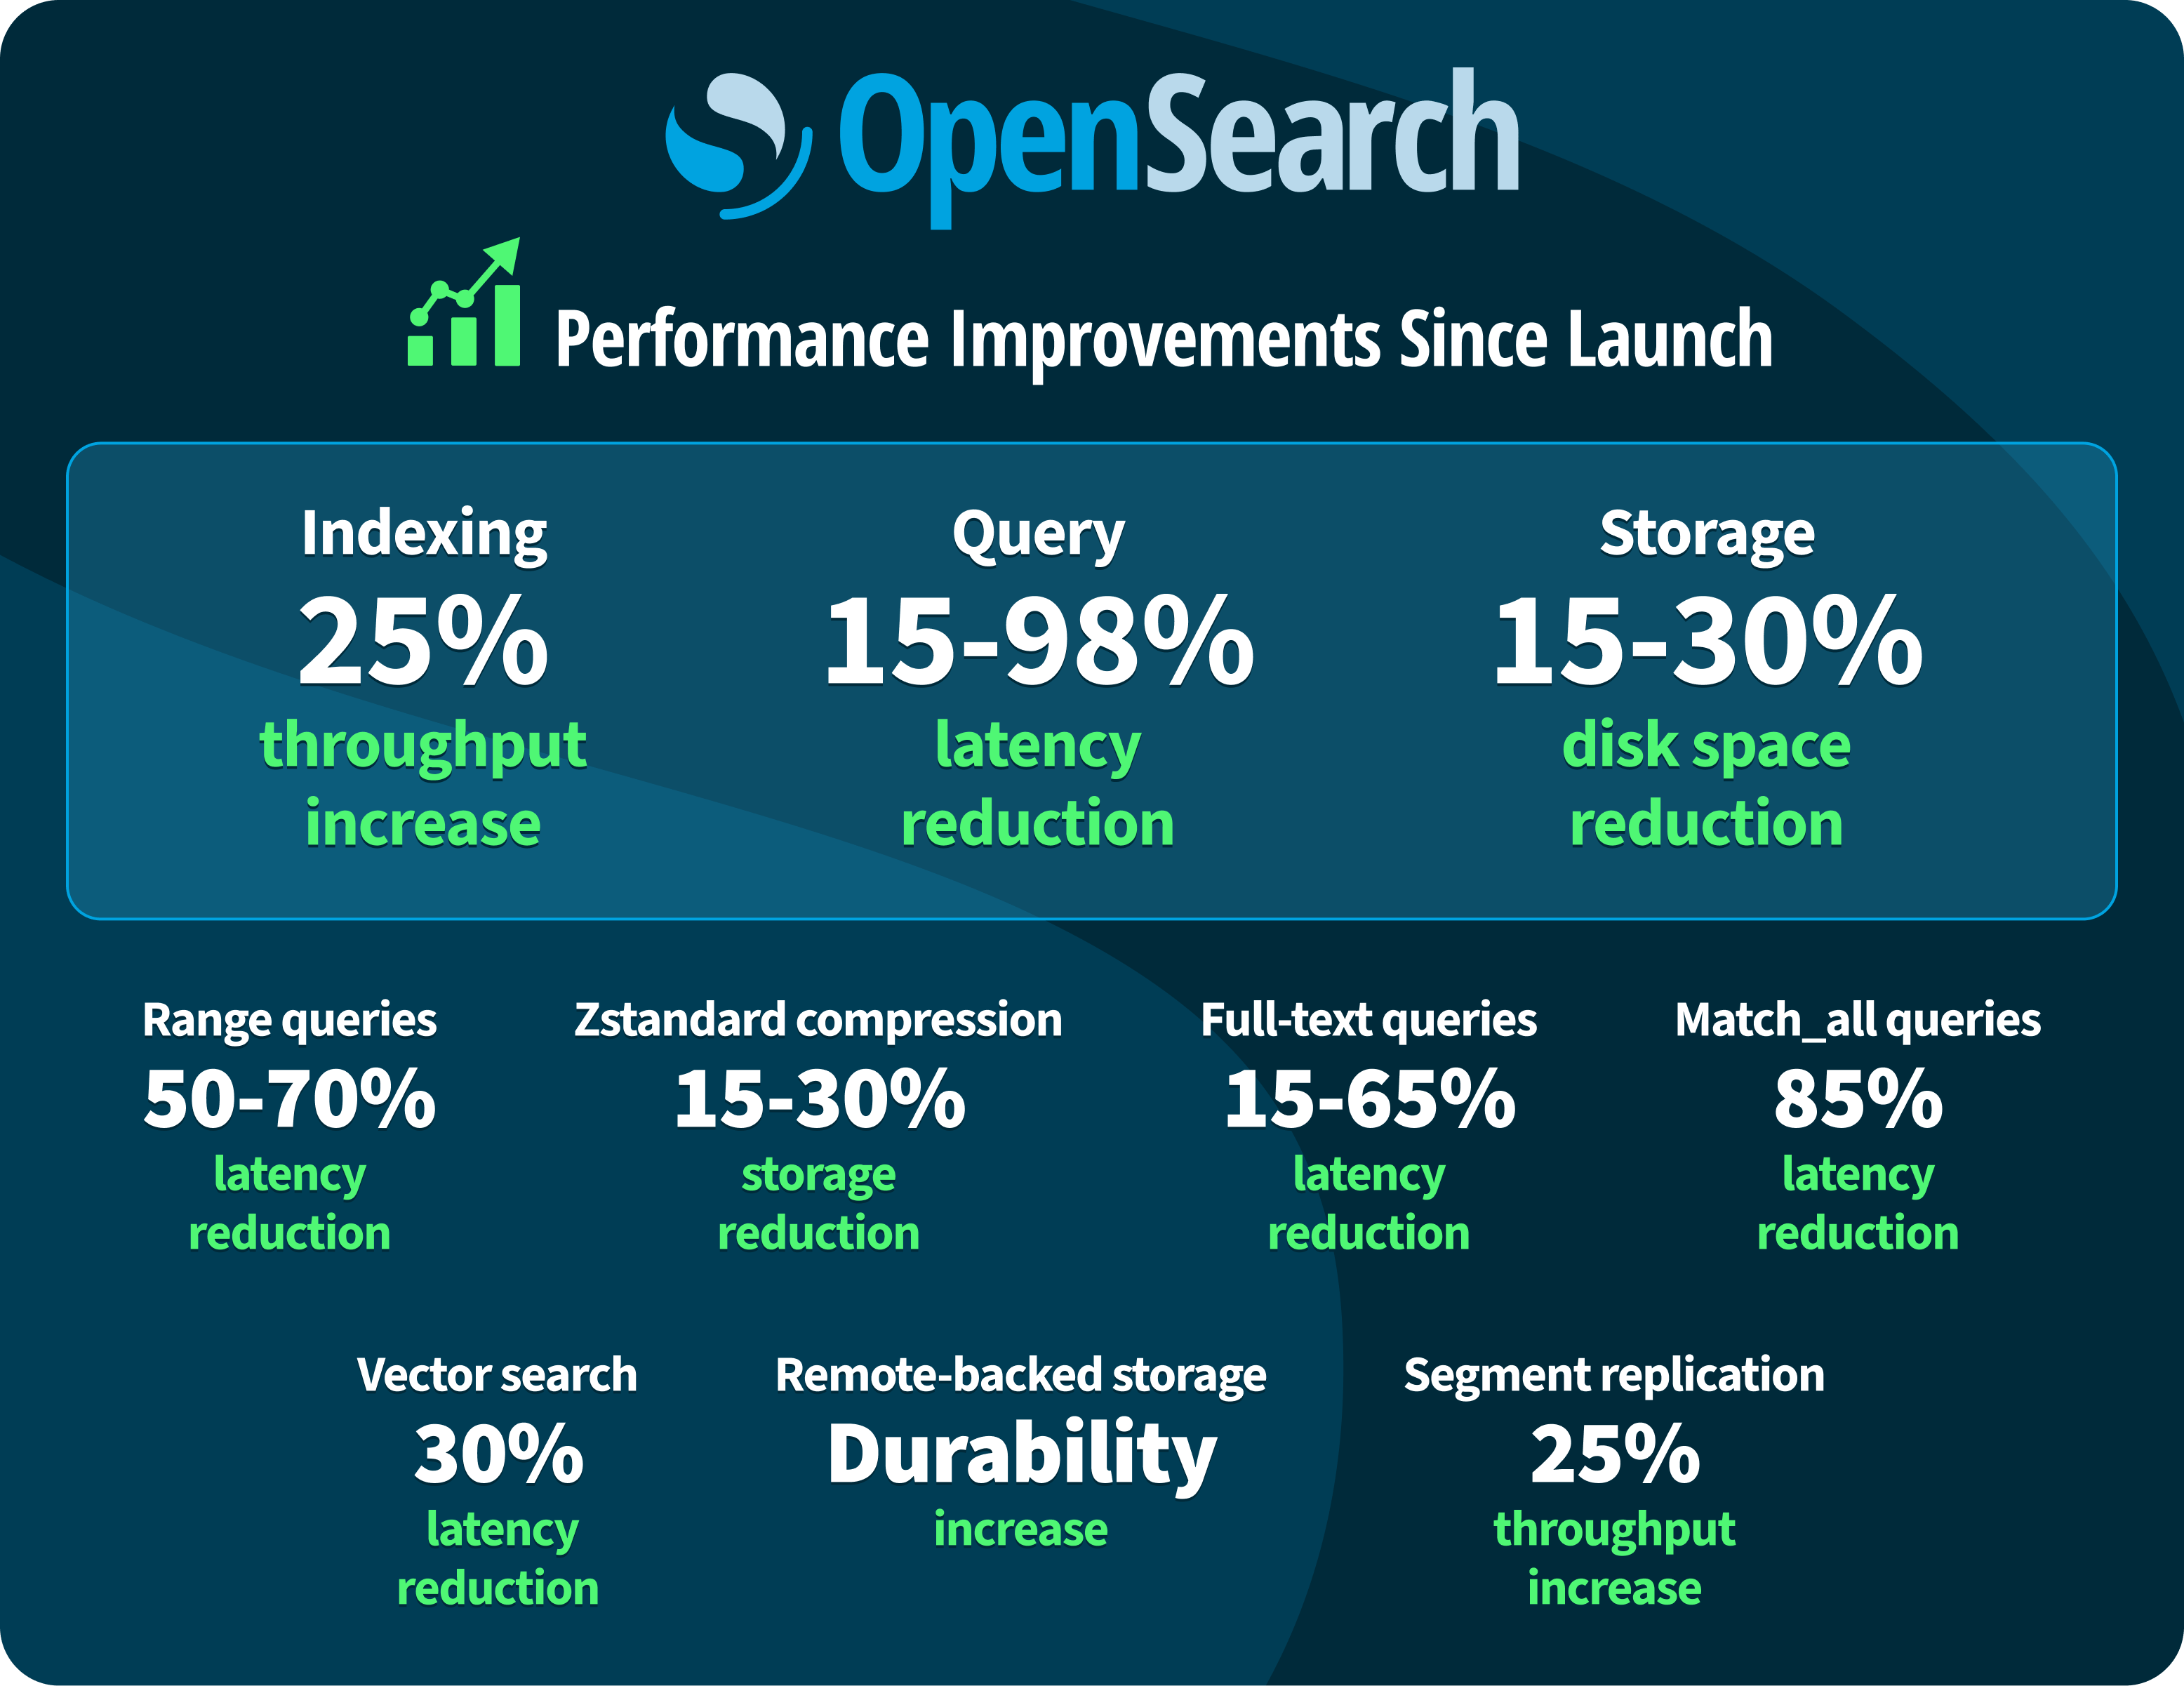 OpenSearch
Performance Improvements Since Launch
Indexing
25%
throughput
increase
Query
15-98%
latency
reduction
Storage
15-30%
disk space
reduction
Range queries
50-70%
latency
reduction
Zstandard compression
15-30%
storage
reduction
Full-text queries
15-65%
latency
reduction
Match_all queries
85%
latency
reduction
Vector search
30%
latency
reduction
Remote-backed storage
Durability
increase
Segment replication
25%
throughput
increase